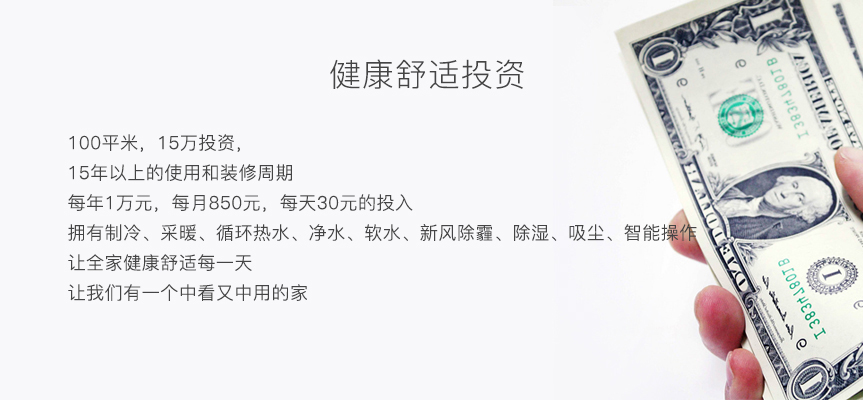 健康舒适投资
100平米，15万投资，
15年以上的使用和装修周期
每年1万元，每月850元，每天30元的投入
拥有制冷、采暖、循环热水、净水、软水、新风除霾、除湿、吸尘、智能操作
让全家健康舒适每一天
让我们有一个中看又中用的家